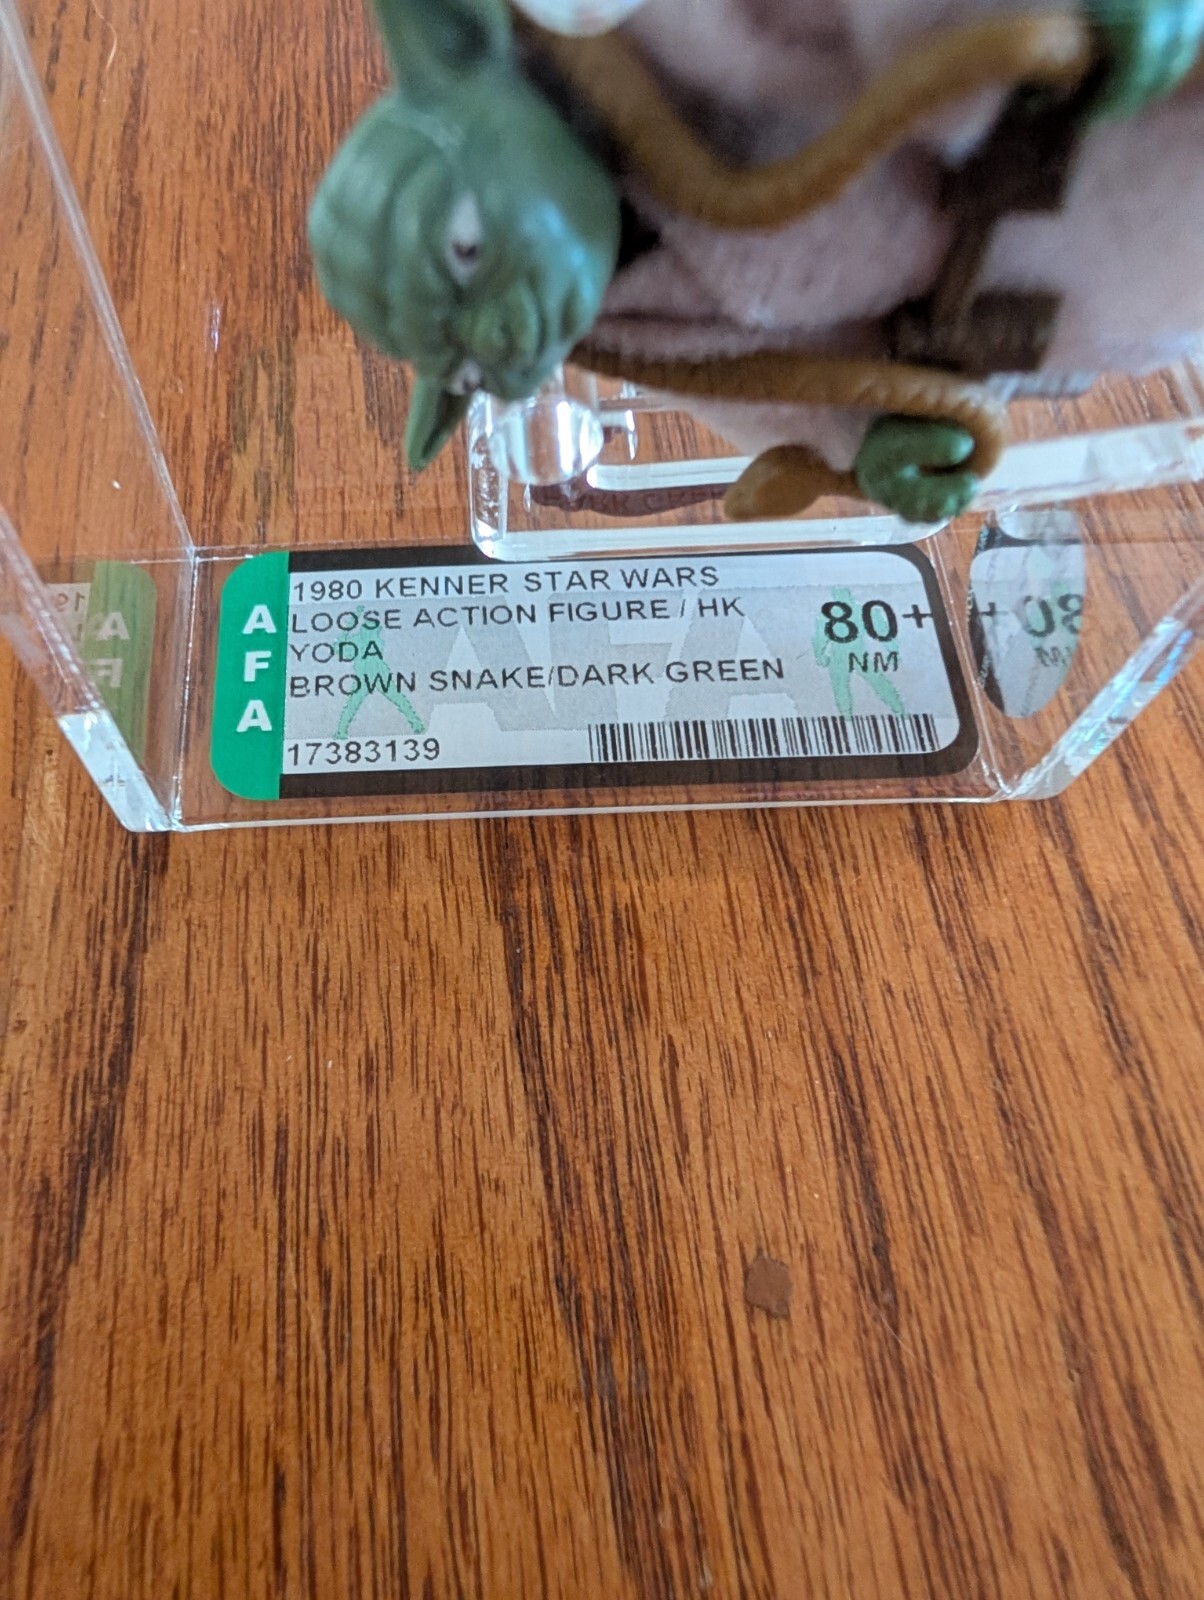 AFA
1980 KENNER STAR WARS
LOOSE ACTION FIGURE / HK
YODA
BROWN SNAKE/DARK GREEN
80+
NM
17383139